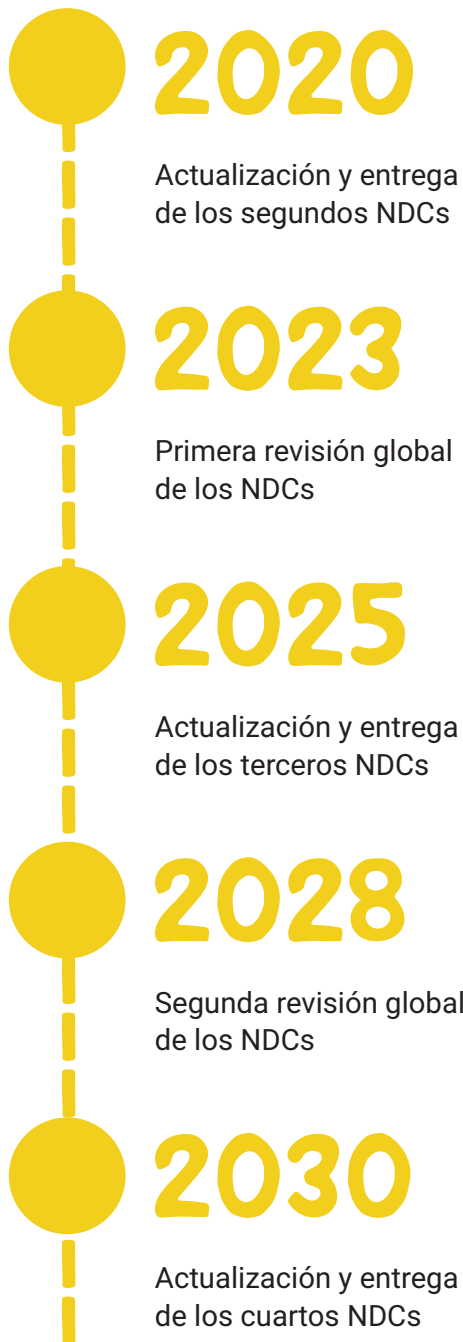 2020
Actualización y entrega
de los segundos NDCs
2023
Primera revisión global
de los NDCs
2025
Actualización y entrega
de los terceros NDCs
2028
Segunda revisión global
de los NDCs
2030
Actualización y entrega
de los cuartos NDCs